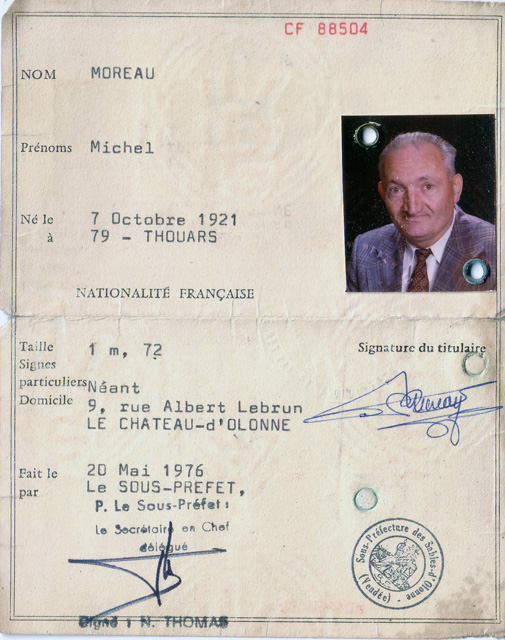 CF 88504
NOM MOREAU
Prénoms Michel
Né le 7 Octobre 1921
à 79 - THOUARS
NATIONALITÉ FRANÇAISE
Taille 1 m, 72
Signature du titulaire
Signes
particuliers Néant
Domicile 9, rue Albert Lebrun
LE CHATEAU-d'OLONNE
Moreau
Fait le 20 Mai 1976
par Le SOUS-PREFET,
P. Le Sous-Préfet :
Le Secrétaire en Chef
délégué
Signé : N. THOMAS
Sous-Préfecture des Sables-d'Olonne
(Vendée)